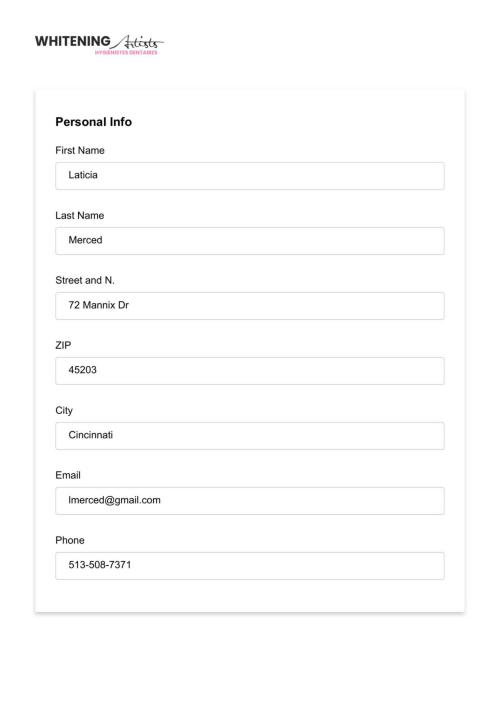 WHITENING Artists
HYGIÉNISTES DENTAIRES
Personal Info
First Name
Laticia
Last Name
Merced
Street and N.
72 Mannix Dr
ZIP
45203
City
Cincinnati
Email
lmerced@gmail.com
Phone
513-508-7371